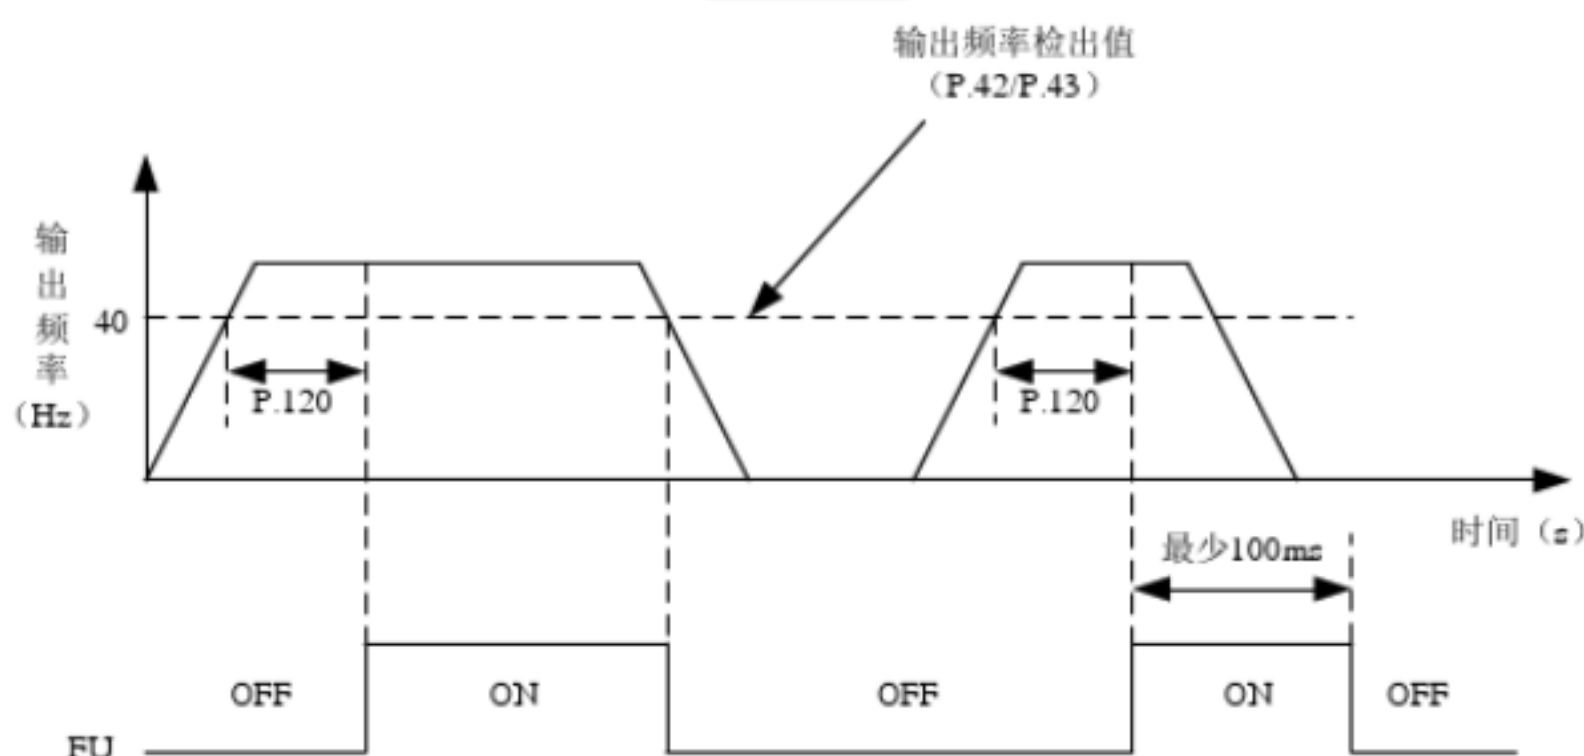 输出频率检出值
（P.42/P.43）
输出频率
（Hz）
40
P.120
P.120
时间（s）
最少100ms
OFF
ON
OFF
ON
OFF
FU